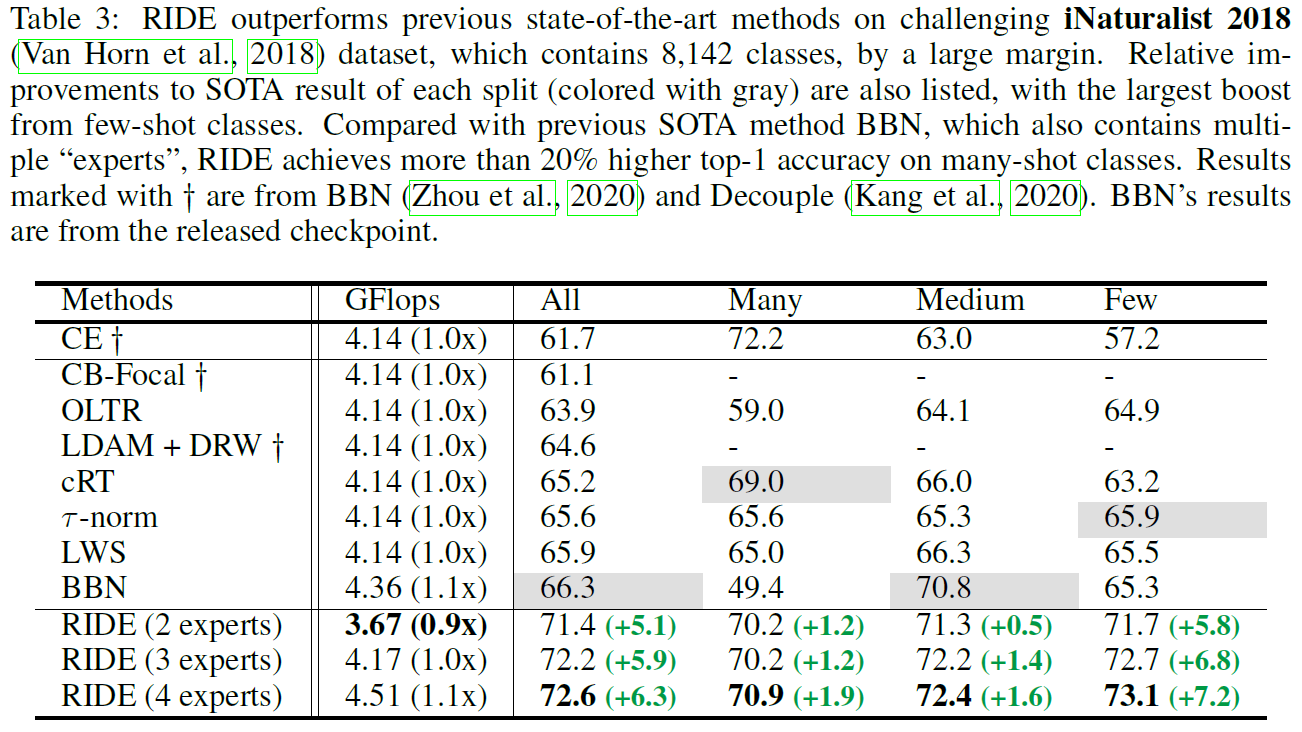 Table 3: RIDE outperforms previous state-of-the-art methods on challenging iNaturalist 2018
(Van Horn et al., 2018) dataset, which contains 8,142 classes, by a large margin. Relative im-
provements to SOTA result of each split (colored with gray) are also listed, with the largest boost
from few-shot classes. Compared with previous SOTA method BBN, which also contains multi-
ple “experts”, RIDE achieves more than 20% higher top-1 accuracy on many-shot classes. Results
marked with † are from BBN (Zhou et al., 2020) and Decouple (Kang et al., 2020). BBN’s results
are from the released checkpoint.
Methods GFlops All Many Medium Few
CE † 4.14 (1.0x) 61.7 72.2 63.0 57.2
CB-Focal † 4.14 (1.0x) 61.1 - - -
OLTR 4.14 (1.0x) 63.9 59.0 64.1 64.9
LDAM + DRW † 4.14 (1.0x) 64.6 - - -
cRT 4.14 (1.0x) 65.2 69.0 66.0 63.2
τ-norm 4.14 (1.0x) 65.6 65.6 65.3 65.9
LWS 4.14 (1.0x) 65.9 65.0 66.3 65.5
BBN 4.36 (1.1x) 66.3 49.4 70.8 65.3
RIDE (2 experts) 3.67 (0.9x) 71.4 (+5.1) 70.2 (+1.2) 71.3 (+0.5) 71.7 (+5.8)
RIDE (3 experts) 4.17 (1.0x) 72.2 (+5.9) 70.2 (+1.2) 72.2 (+1.4) 72.7 (+6.8)
RIDE (4 experts) 4.51 (1.1x) 72.6 (+6.3) 70.9 (+1.9) 72.4 (+1.6) 73.1 (+7.2)